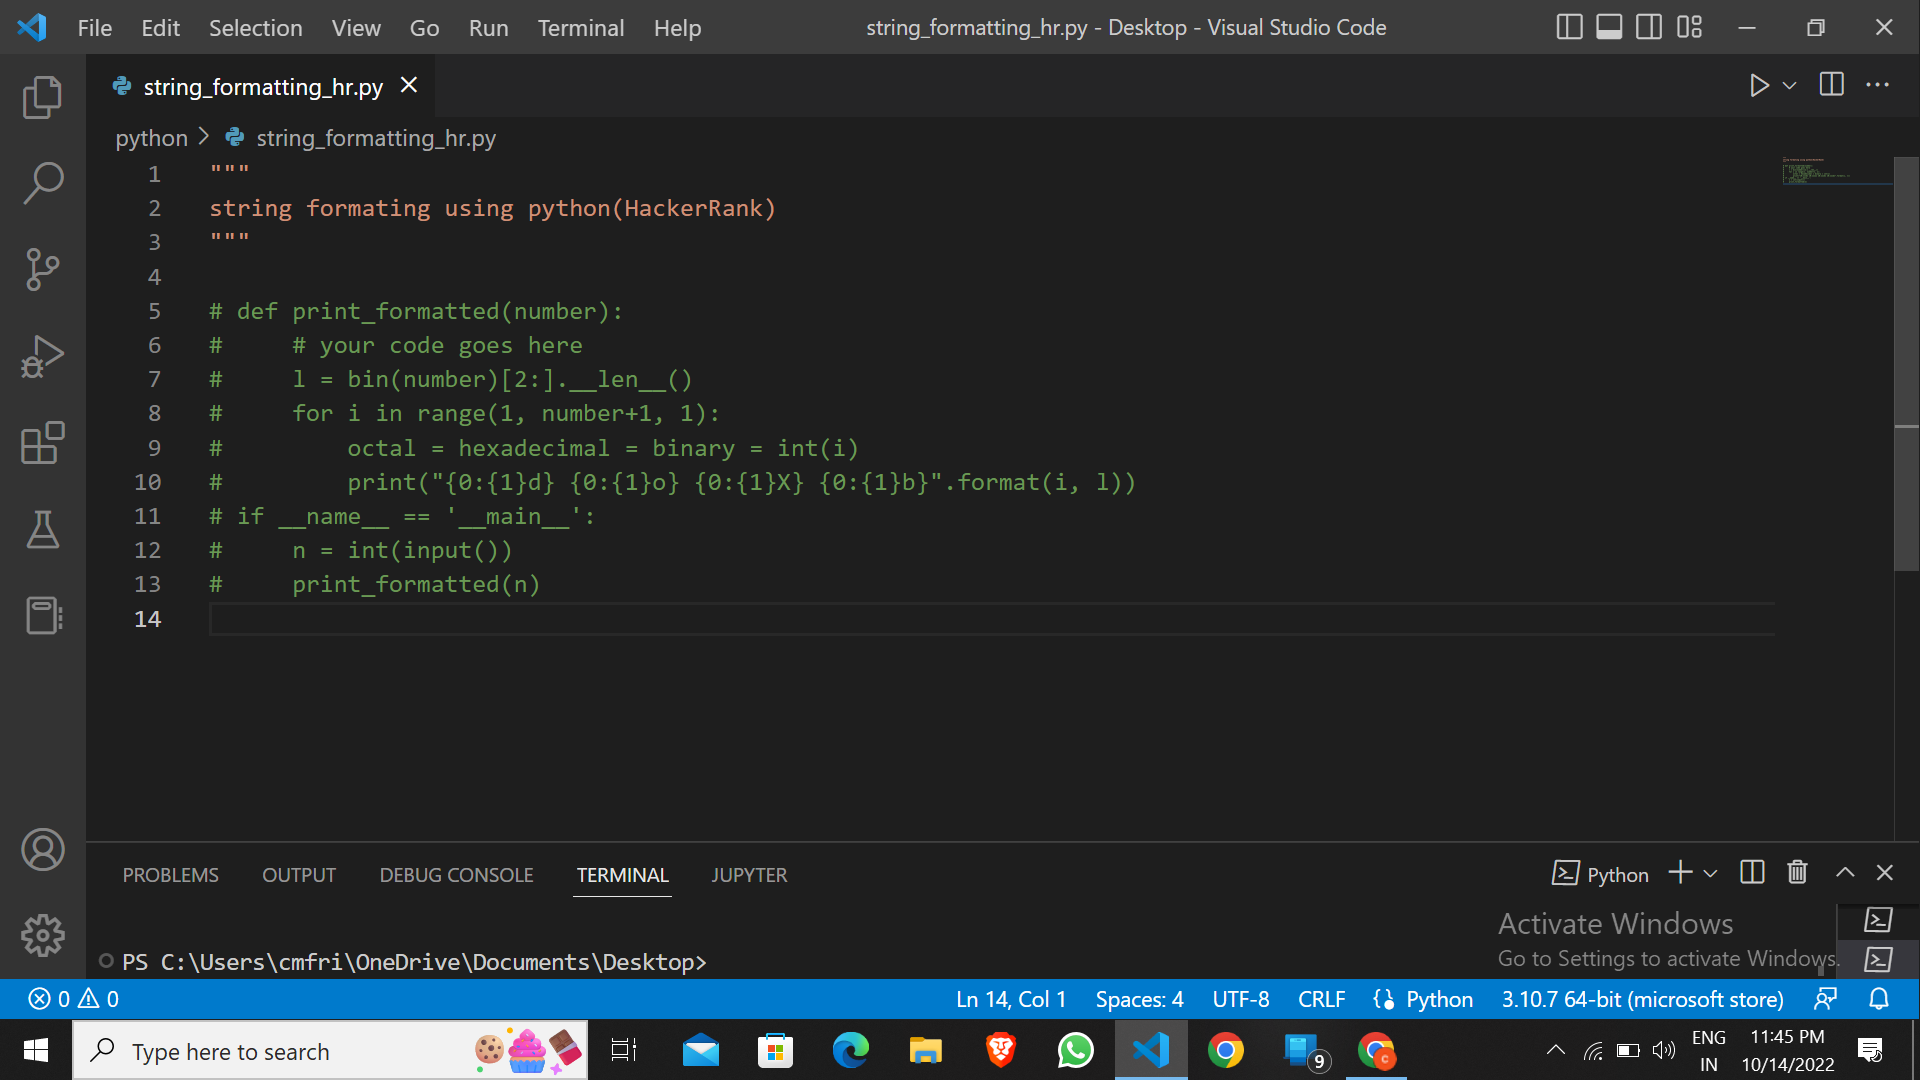 File Edit Selection View Go Run Terminal Help string_formatting_hr.py - Desktop - Visual Studio Code
string_formatting_hr.py
python > string_formatting_hr.py
1 """
2 string formating using python(HackerRank)
3 """
4
5 # def print_formatted(number):
6 #     # your code goes here
7 #     l = bin(number)[2:].__len__()
8 #     for i in range(1, number+1, 1):
9 #         octal = hexadecimal = binary = int(i)
10 #         print("{0:{1}d} {0:{1}o} {0:{1}X} {0:{1}b}".format(i, l))
11 # if __name__ == '__main__':
12 #     n = int(input())
13 #     print_formatted(n)
14
PROBLEMS OUTPUT DEBUG CONSOLE TERMINAL JUPYTER Python
Activate Windows
Go to Settings to activate Windows.
PS C:\Users\cmfri\OneDrive\Documents\Desktop>
0 0 Ln 14, Col 1 Spaces: 4 UTF-8 CRLF Python 3.10.7 64-bit (microsoft store)
Type here to search 9 C ENG 11:45 PM
IN 10/14/2022